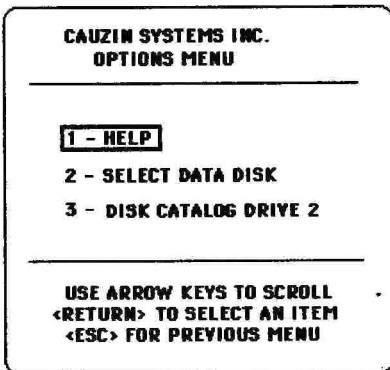 CAUZIN SYSTEMS INC.
OPTIONS MENU
1 - HELP
2 - SELECT DATA DISK
3 - DISK CATALOG DRIVE 2
USE ARROW KEYS TO SCROLL
<RETURN> TO SELECT AN ITEM
<ESC> FOR PREVIOUS MENU